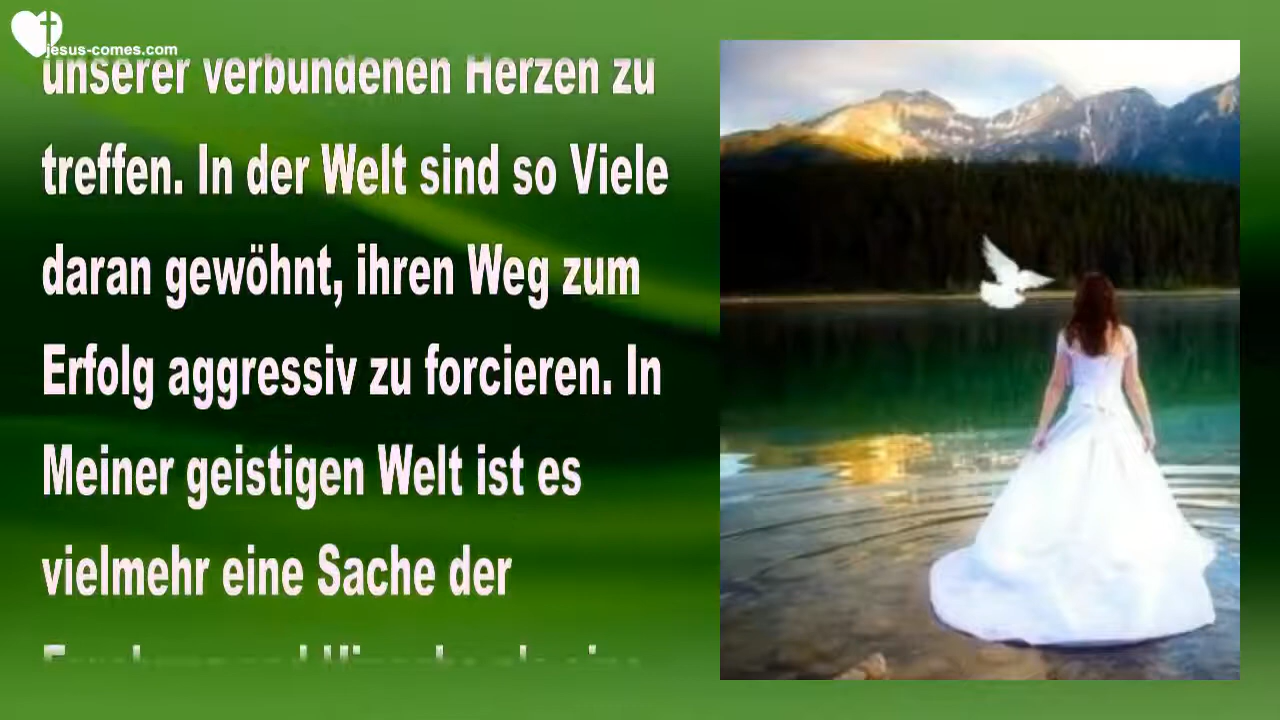 jesus-comes.com
unserer verbundenen Herzen zu
treffen. In der Welt sind so Viele
daran gewöhnt, ihren Weg zum
Erfolg aggressiv zu forcieren. In
Meiner geistigen Welt ist es
vielmehr eine Sache der